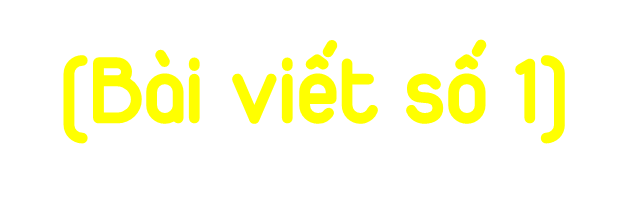 (Bài viết số 1)